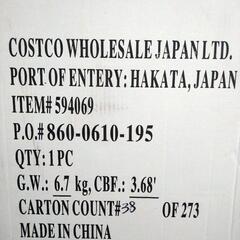 COSTCO WHOLESALE JAPAN LTD.
PORT OF ENTERY: HAKATA, JAPAN
ITEM# 594069
P.O.# 860-0610-195
QTY: 1 PC
G.W.: 6.7 kg, CBF.: 3.68'
CARTON COUNT# 38 OF 273
MADE IN CHINA